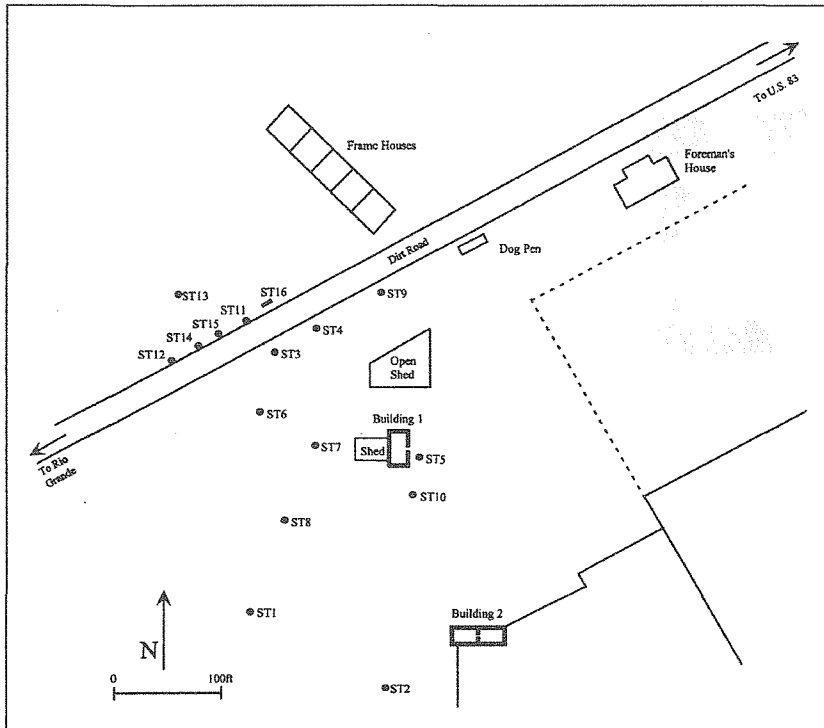 To U.S. 83
Frame Houses
Foreman's
House
Dirt Road
Dog Pen
ST13
ST16
ST11
ST15
ST14
ST12
ST9
ST4
ST3
Open
Shed
ST6
Building 1
ST7
Shed
ST5
To Rio
Grande
ST10
ST8
ST1
Building 2
N
ST2
0
100ft